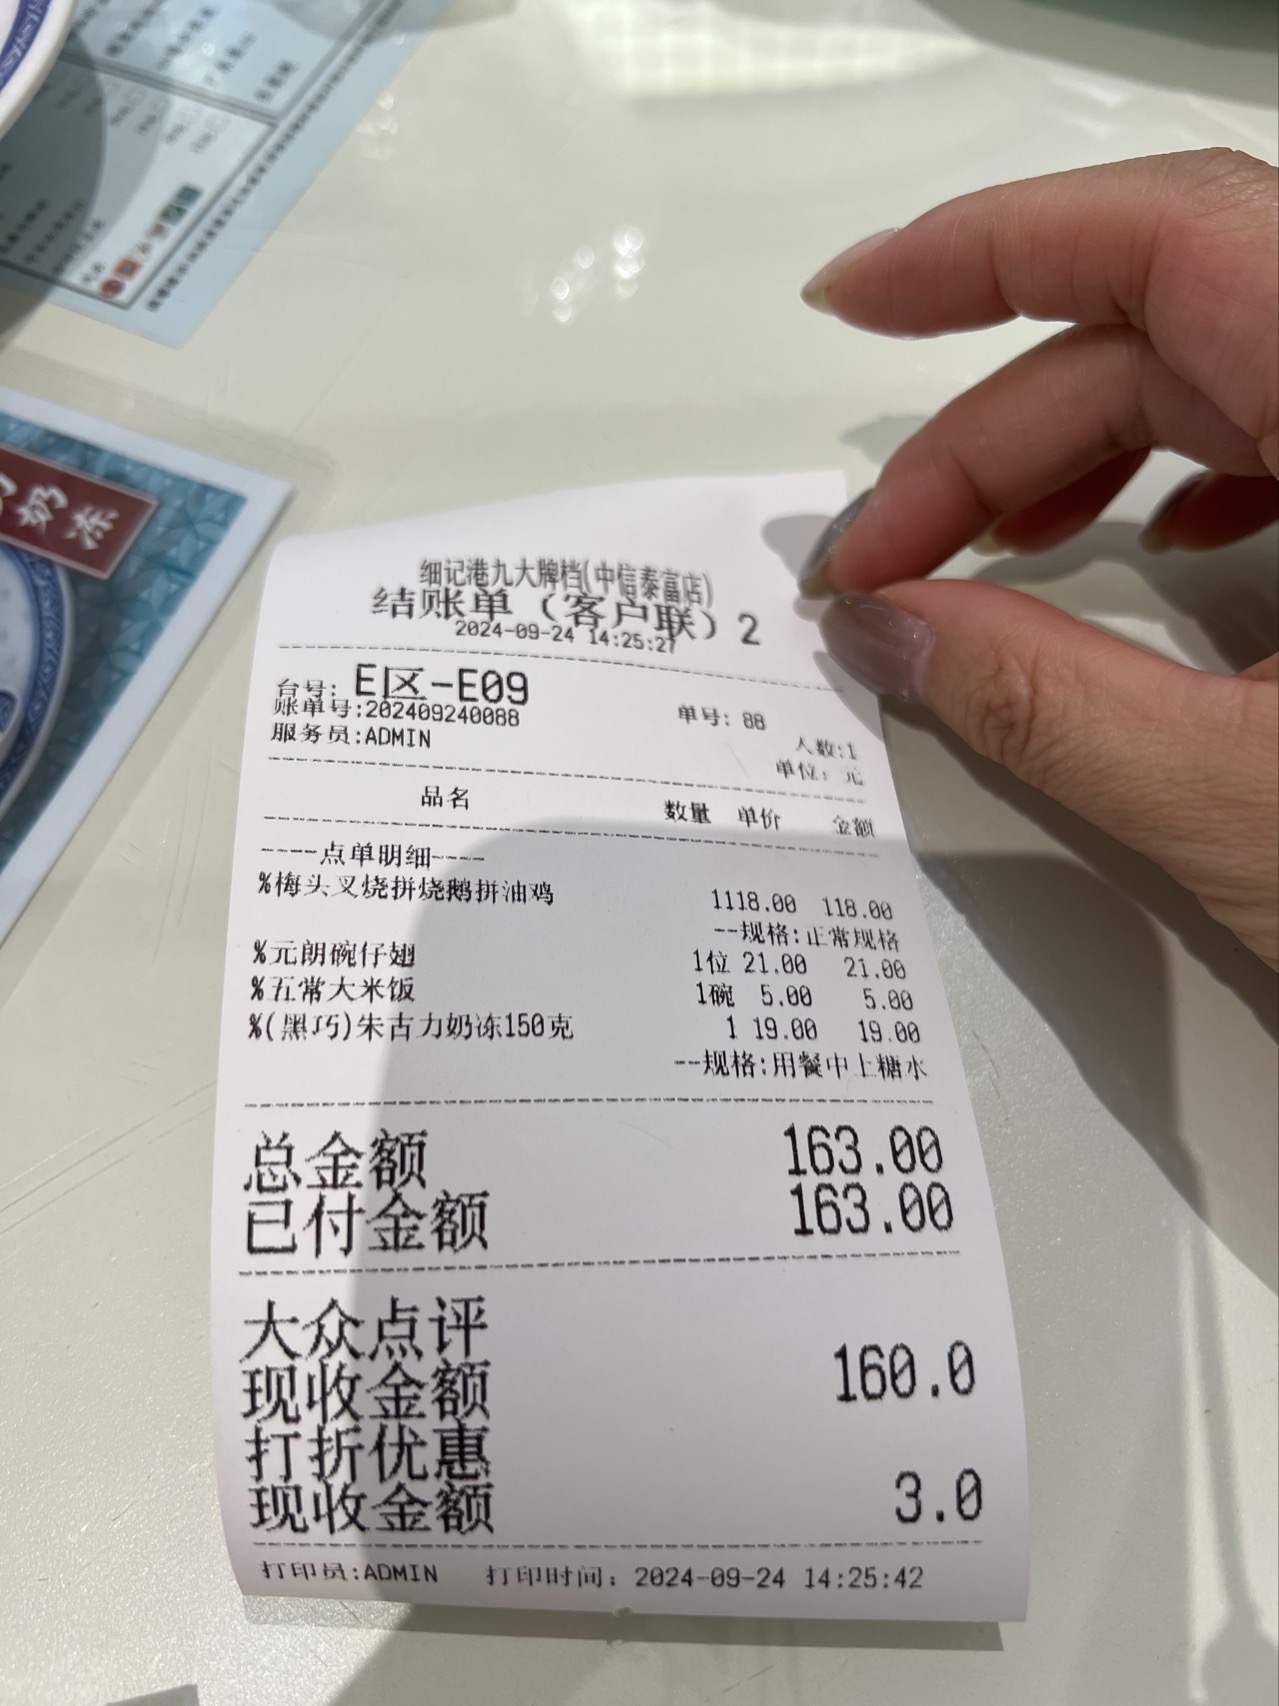 奶冻
细记港九大牌档(中信泰富店)
结账单（客户联）2
2024-09-24 14:25:27
台号: E区-E09
账单号:202409240088 单号: 88
服务员:ADMIN 人数:1
单位: 元
品名 数量 单价 金额
----点单明细----
%梅头叉烧拼烧鹅拼油鸡 1118.00 118.00
--规格:正常规格
%元朗碗仔翅 1位 21.00 21.00
%五常大米饭 1碗 5.00 5.00
%(黑巧)朱古力奶冻150克 1 19.00 19.00
--规格:用餐中上糖水
总金额 163.00
已付金额 163.00
大众点评
现收金额 160.0
打折优惠
现收金额 3.0
打印员:ADMIN 打印时间: 2024-09-24 14:25:42